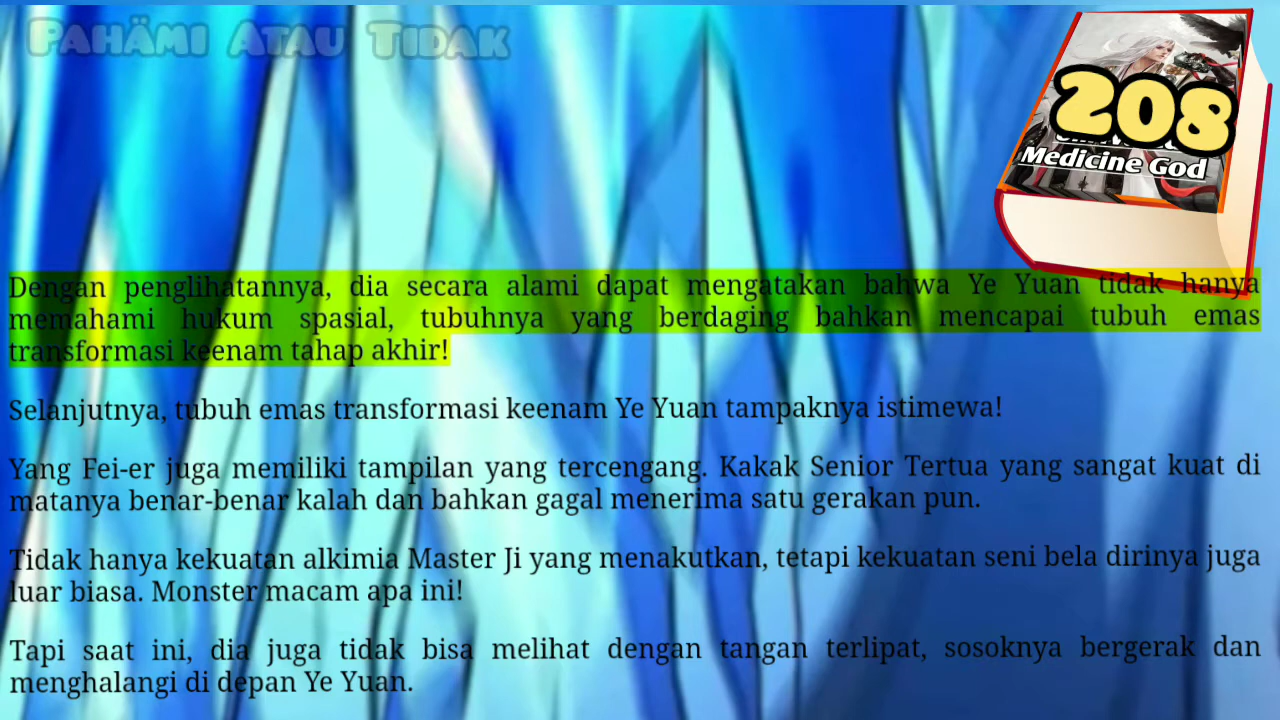 Pahämi Atau Tidak
208
Medicine God
Dengan penglihatannya, dia secara alami dapat mengatakan bahwa Ye Yuan tidak hanya
memahami hukum spasial, tubuhnya yang berdaging bahkan mencapai tubuh emas
transformasi keenam tahap akhir!
Selanjutnya, tubuh emas transformasi keenam Ye Yuan tampaknya istimewa!
Yang Fei-er juga memiliki tampilan yang tercengang. Kakak Senior Tertua yang sangat kuat di
matanya benar-benar kalah dan bahkan gagal menerima satu gerakan pun.
Tidak hanya kekuatan alkimia Master Ji yang menakutkan, tetapi kekuatan seni bela dirinya juga
luar biasa. Monster macam apa ini!
Tapi saat ini, dia juga tidak bisa melihat dengan tangan terlipat, sosoknya bergerak dan
menghalangi di depan Ye Yuan.